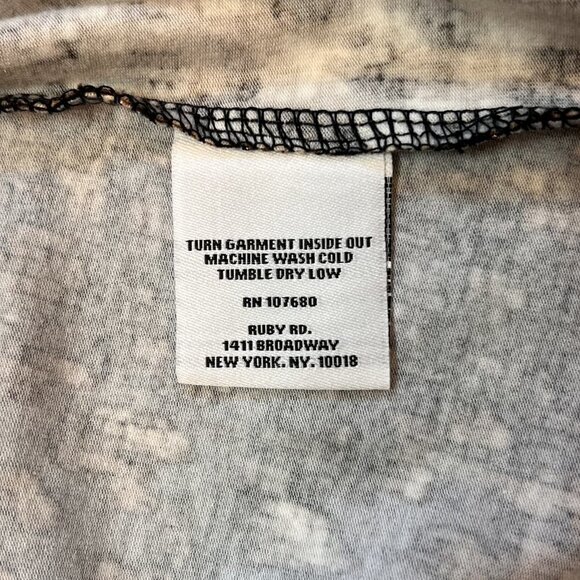 TURN GARMENT INSIDE OUT
MACHINE WASH COLD
TUMBLE DRY LOW
RN 107680
RUBY RD.
1411 BROADWAY
NEW YORK. NY. 10018